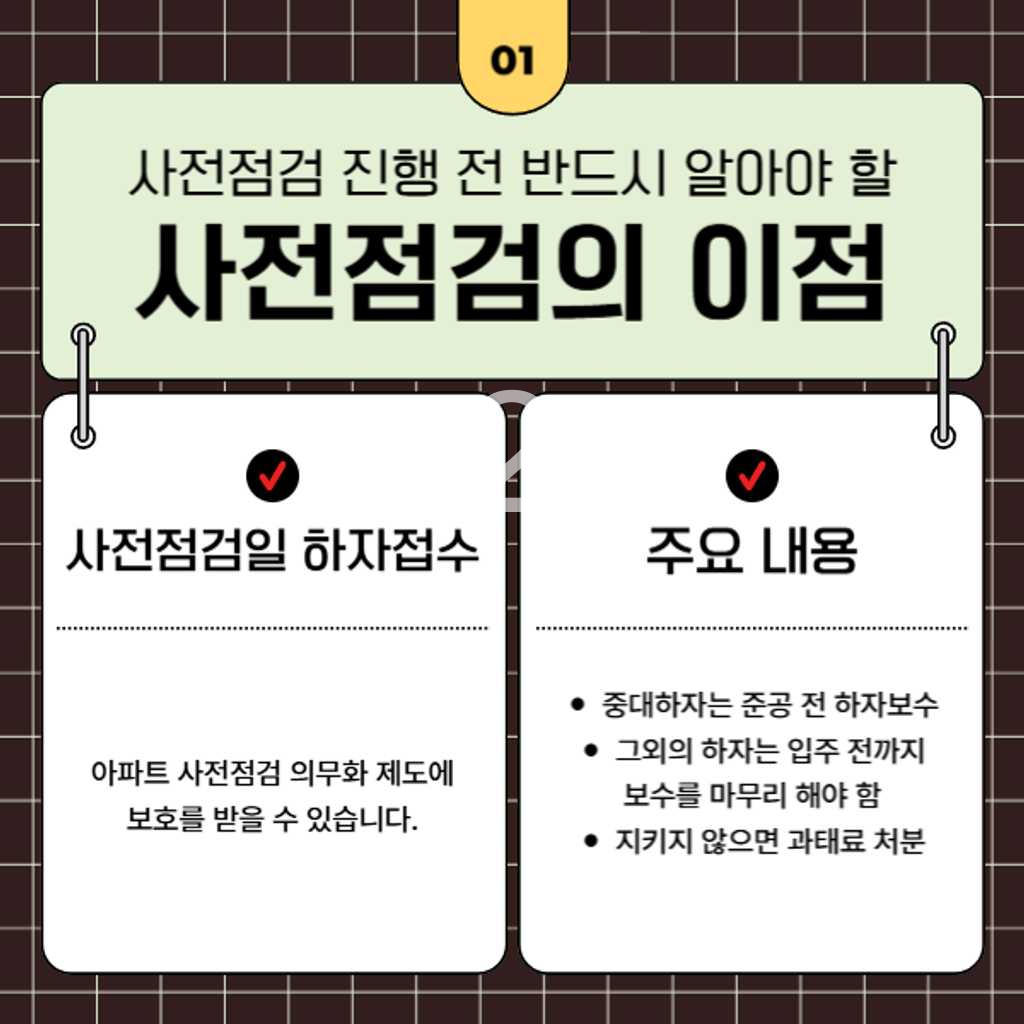 01
사전점검 진행 전 반드시 알아야 할
사전점검의 이점
2
사전점검일 하자접수
아파트 사전점검 의무화 제도에
보호를 받을 수 있습니다.
주요 내용
• 중대하자는 준공 전 하자보수
• 그외의 하자는 입주 전까지
보수를 마무리 해야 함
• 지키지 않으면 과태료 처분